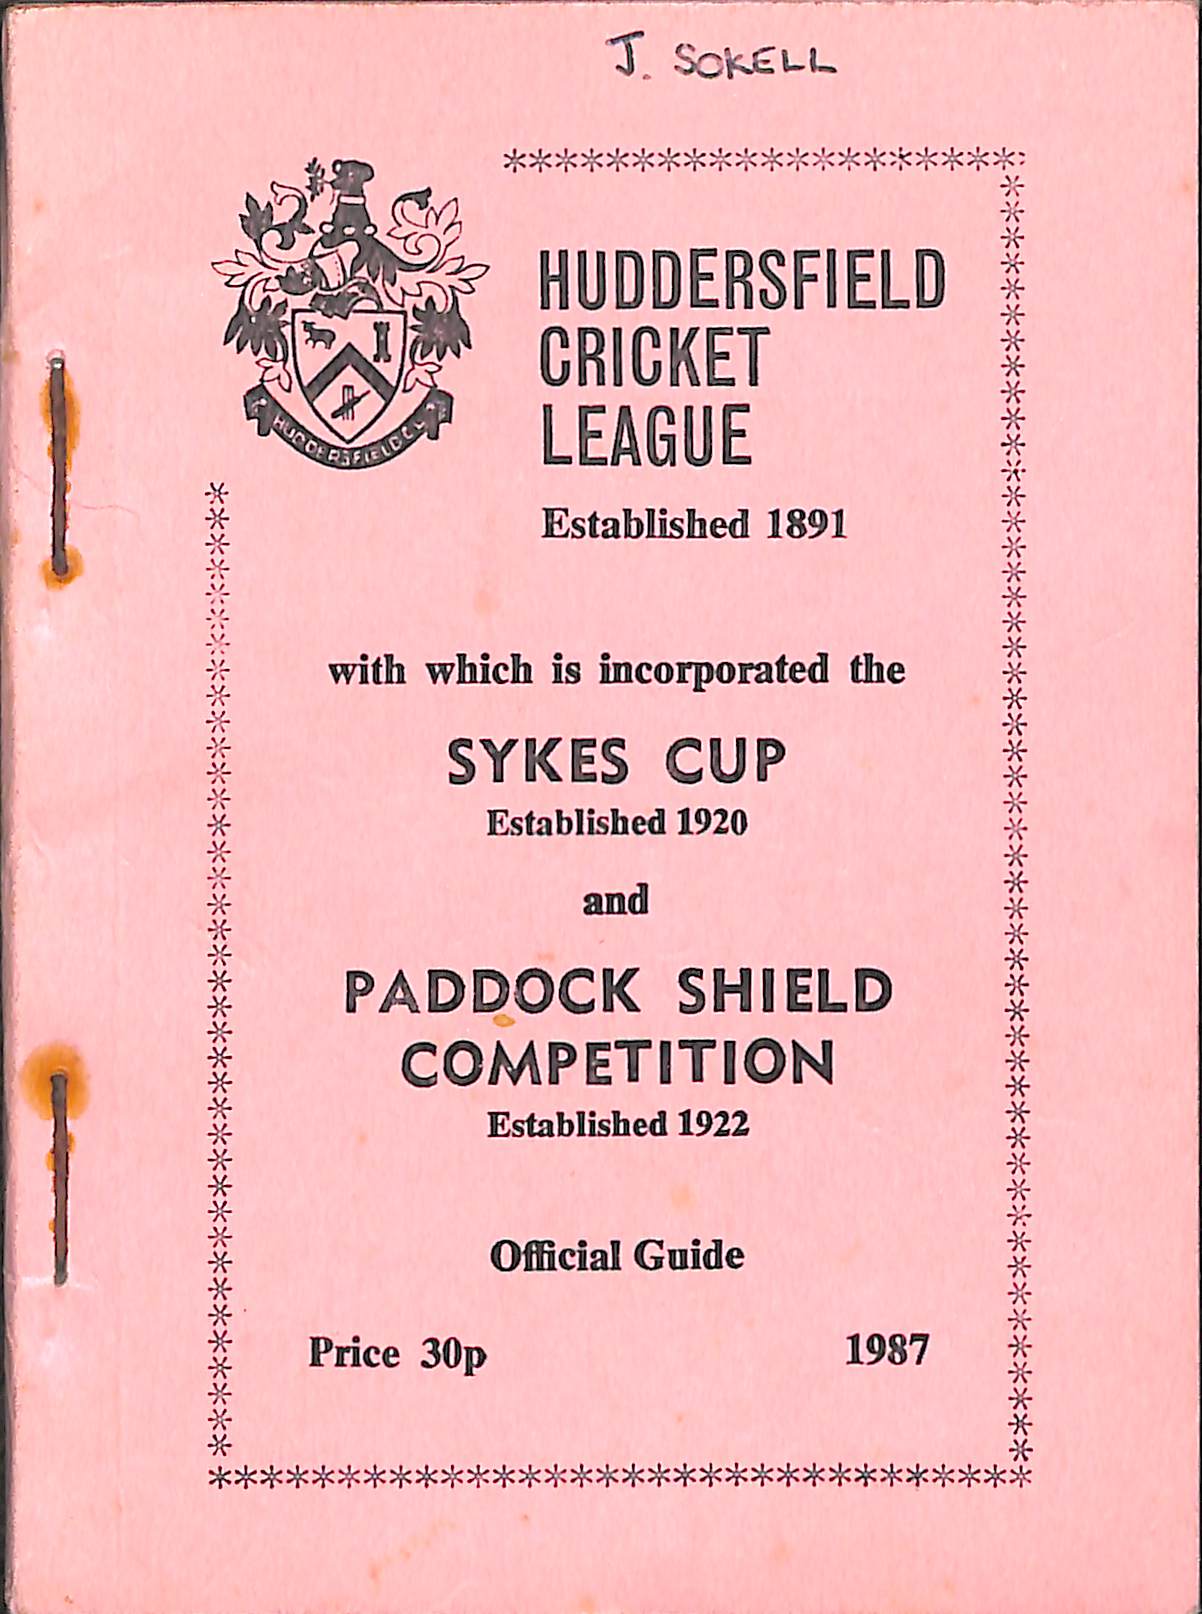 J. SOKELL
HUDDERSFIELD
CRICKET
LEAGUE
HUDDERSFIELD C.L.
Established 1891
with which is incorporated the
SYKES CUP
Established 1920
and
PADDOCK SHIELD
COMPETITION
Established 1922
Official Guide
Price 30p 1987